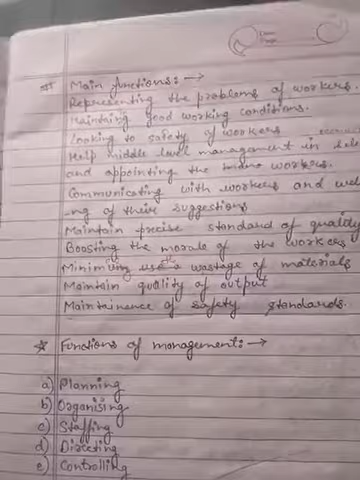 Date
Page
Main functions: →
Representing the problems of workers.
Maintaing good working conditions.
Looking to safety of workers
Help middle level management in
and appointing the workers.
Communicating with workers and wel
ng of their suggestions
Maintain precise standard of quality
Boosting the morale of the workers
Minimizing the wastage of materials
Maintain quality of output
Maintainence of safety standards.
Functions of management: →
a) Planning
b) Organising
c) Staffing
d) Directing
e) Controlling